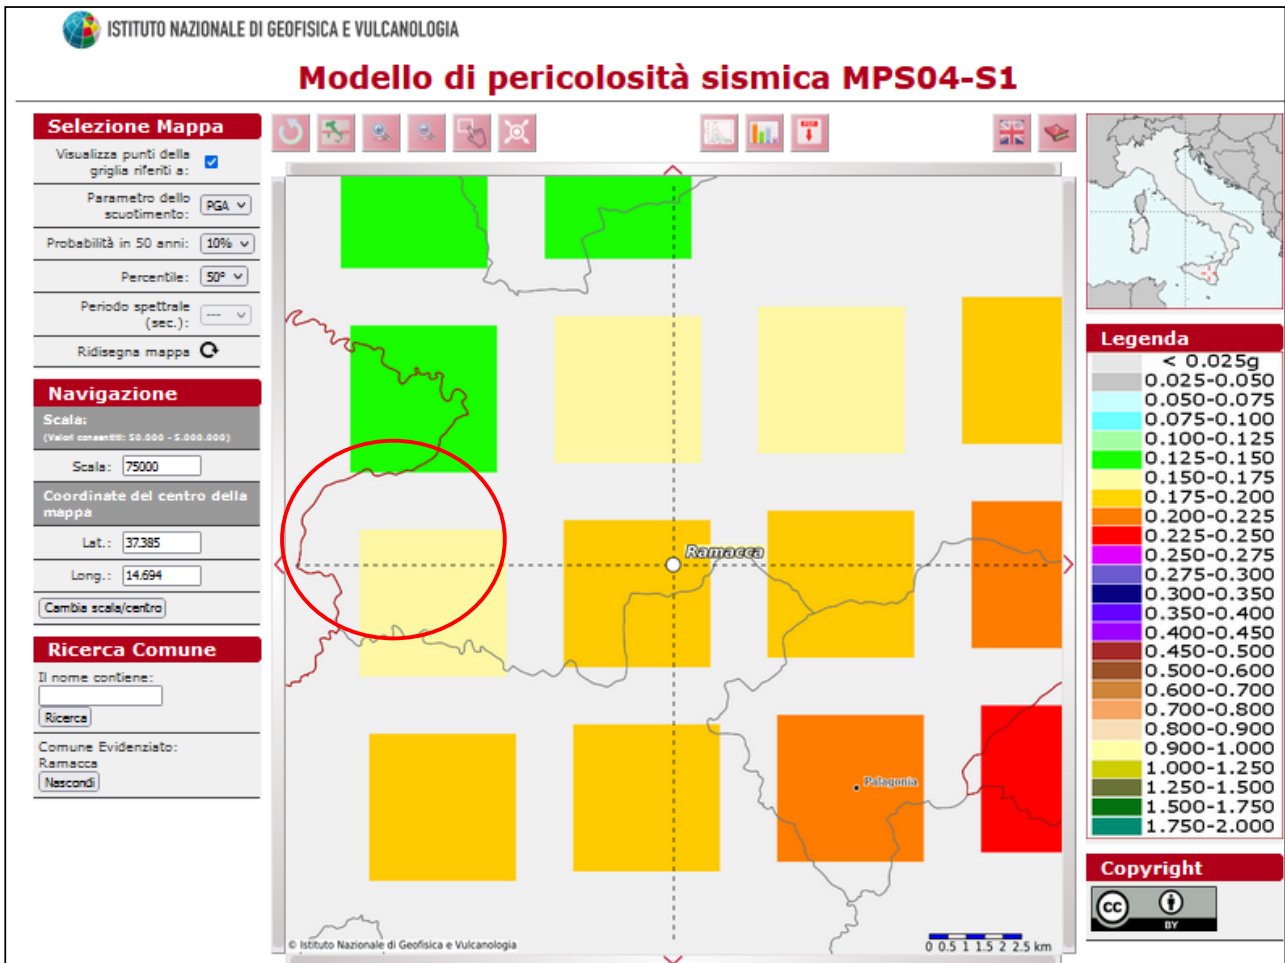 ISTITUTO NAZIONALE DI GEOFISICA E VULCANOLOGIA
Modello di pericolosità sismica MPS04-S1
Selezione Mappa
Visualizza punti della
griglia riferiti a:
Parametro dello
scuotimento: PGA
Probabilità in 50 anni: 10%
Percentile: 50°
Periodo spettrale
(sec.): ---
Ridisegna mappa
Navigazione
Scala:
(Valori consentiti: 50.000 - 5.000.000)
Scala: 75000
Coordinate del centro della
mappa
Lat.: 37.385
Long.: 14.694
Cambia scala/centro
Ricerca Comune
Il nome contiene:
Ricerca
Comune Evidenziato:
Ramacca
Nascondi
PDF
Ramacca
Palagonia
© Istituto Nazionale di Geofisica e Vulcanologia
0 0.5 1 1.5 2 2.5 km
Legenda
< 0.025g
0.025-0.050
0.050-0.075
0.075-0.100
0.100-0.125
0.125-0.150
0.150-0.175
0.175-0.200
0.200-0.225
0.225-0.250
0.250-0.275
0.275-0.300
0.300-0.350
0.350-0.400
0.400-0.450
0.450-0.500
0.500-0.600
0.600-0.700
0.700-0.800
0.800-0.900
0.900-1.000
1.000-1.250
1.250-1.500
1.500-1.750
1.750-2.000
Copyright
cc
BY